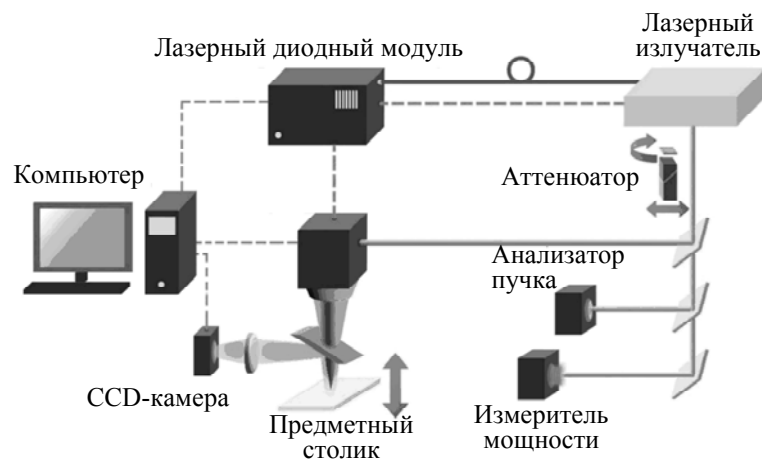 Лазерный диодный модуль
Лазерный
излучатель
Компьютер
Аттенюатор
Анализатор
пучка
CCD-камера
Предметный
столик
Измеритель
мощности